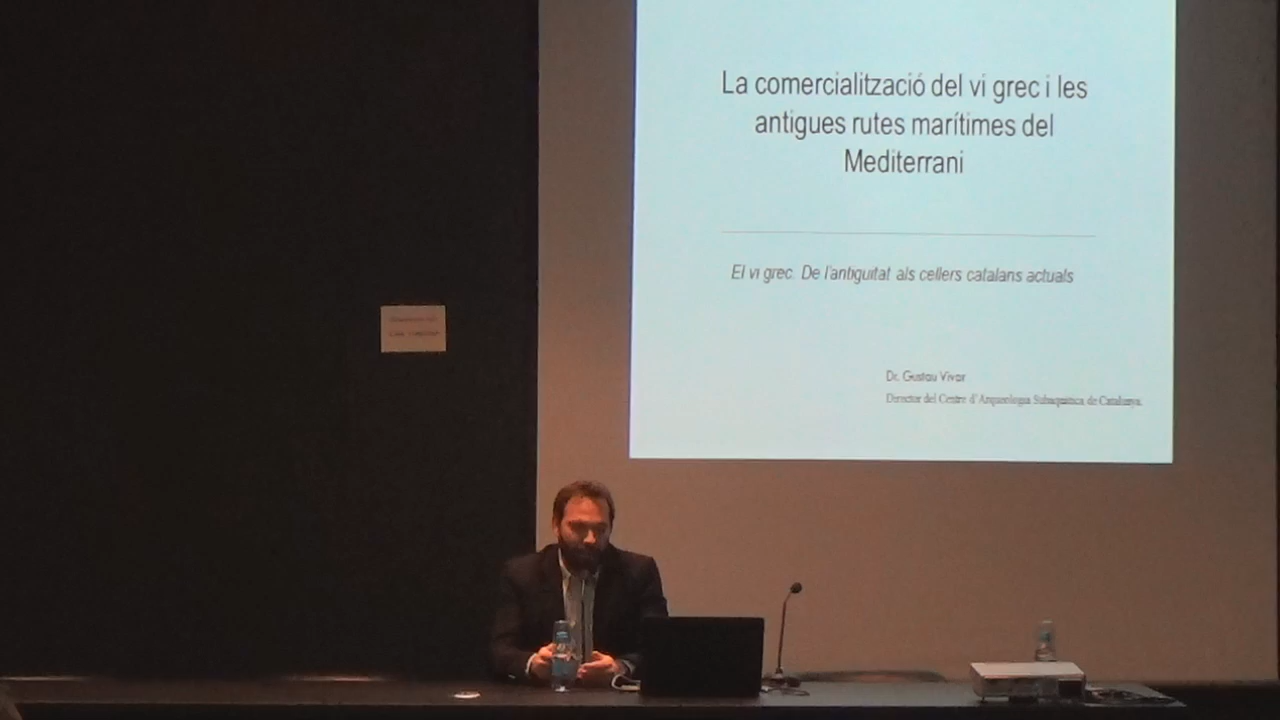 La comercialització del vi grec i les
antigues rutes marítimes del
Mediterrani
El vi grec. De l'antiguitat als cellers catalans actuals
Dr. Gustau Vivar
Director del Centre d'Arqueologia Subaquàtica de Catalunya.